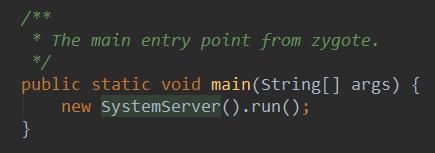 /**
 * The main entry point from zygote.
 */
public static void main(String[] args) {
    new SystemServer().run();
}